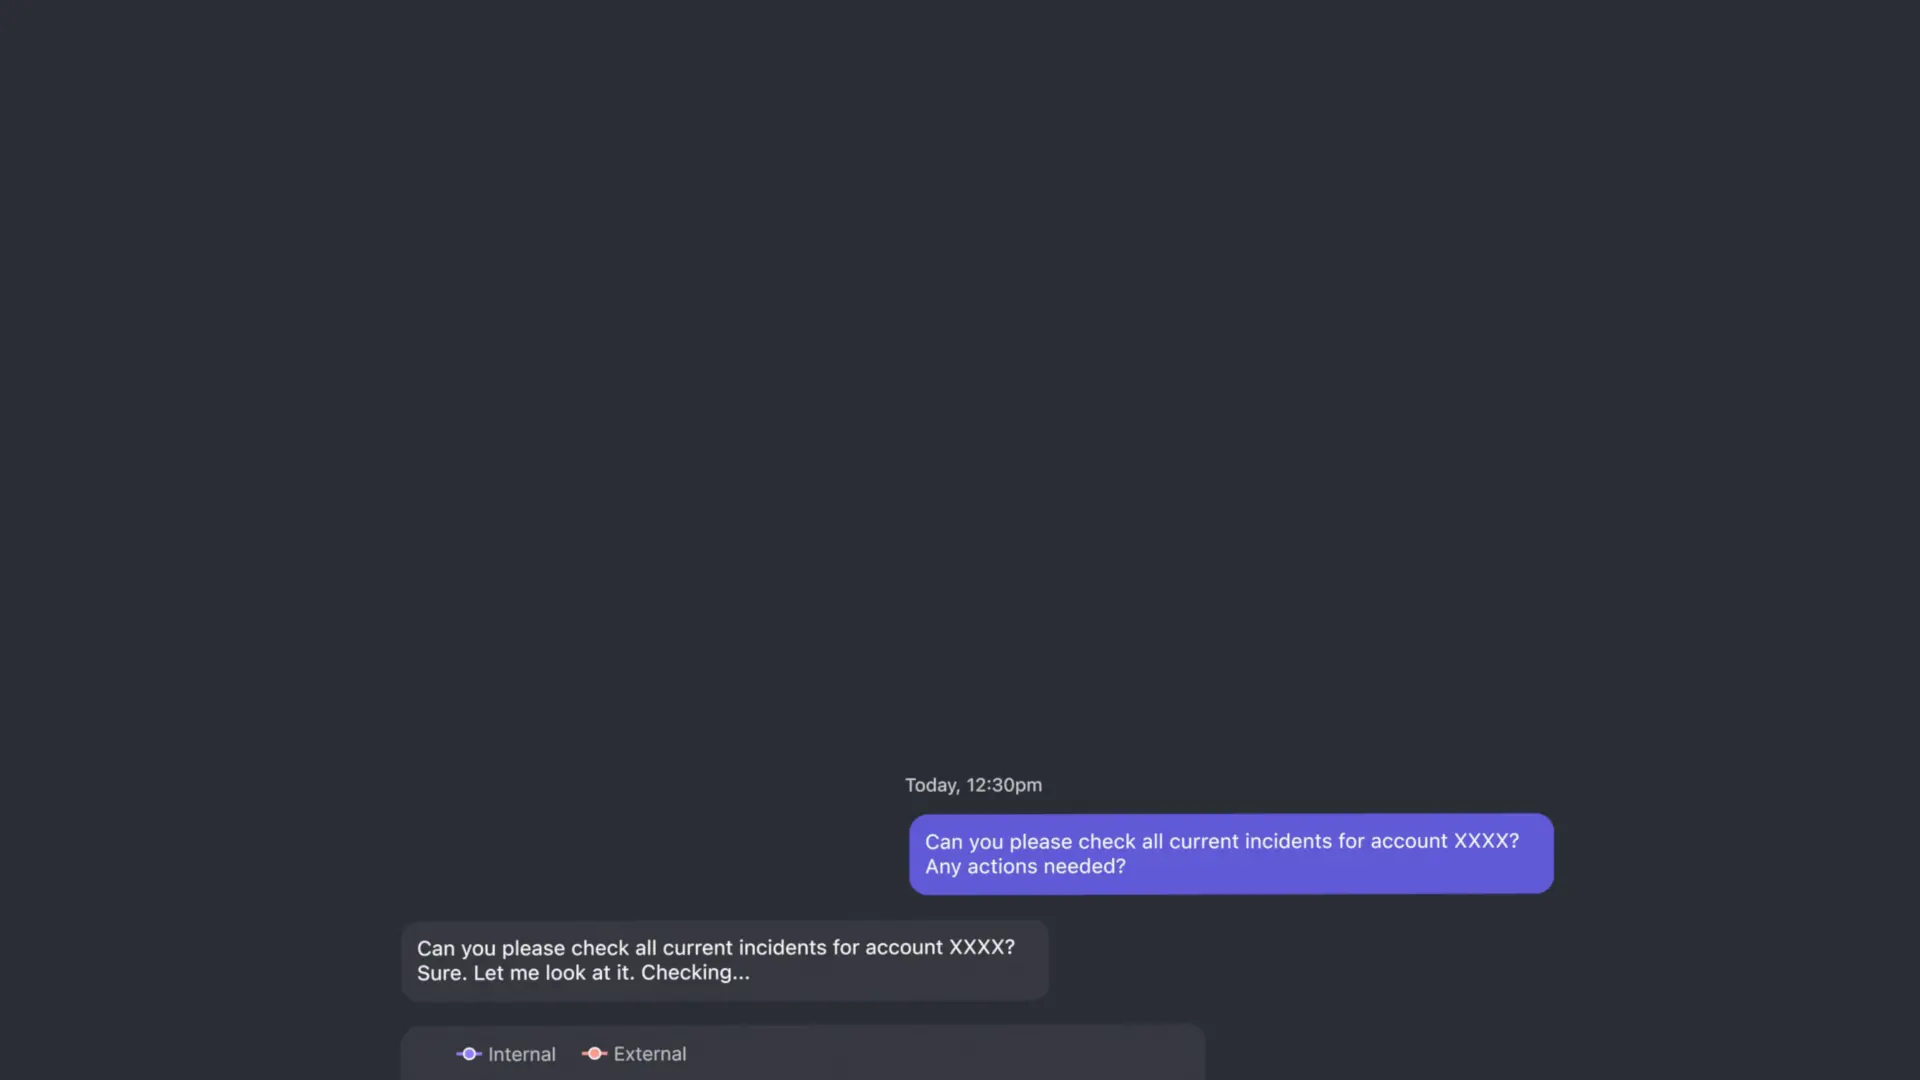 Today, 12:30pm
Can you please check all current incidents for account XXXX?
Any actions needed?
Can you please check all current incidents for account XXXX?
Sure. Let me look at it. Checking...
Internal External